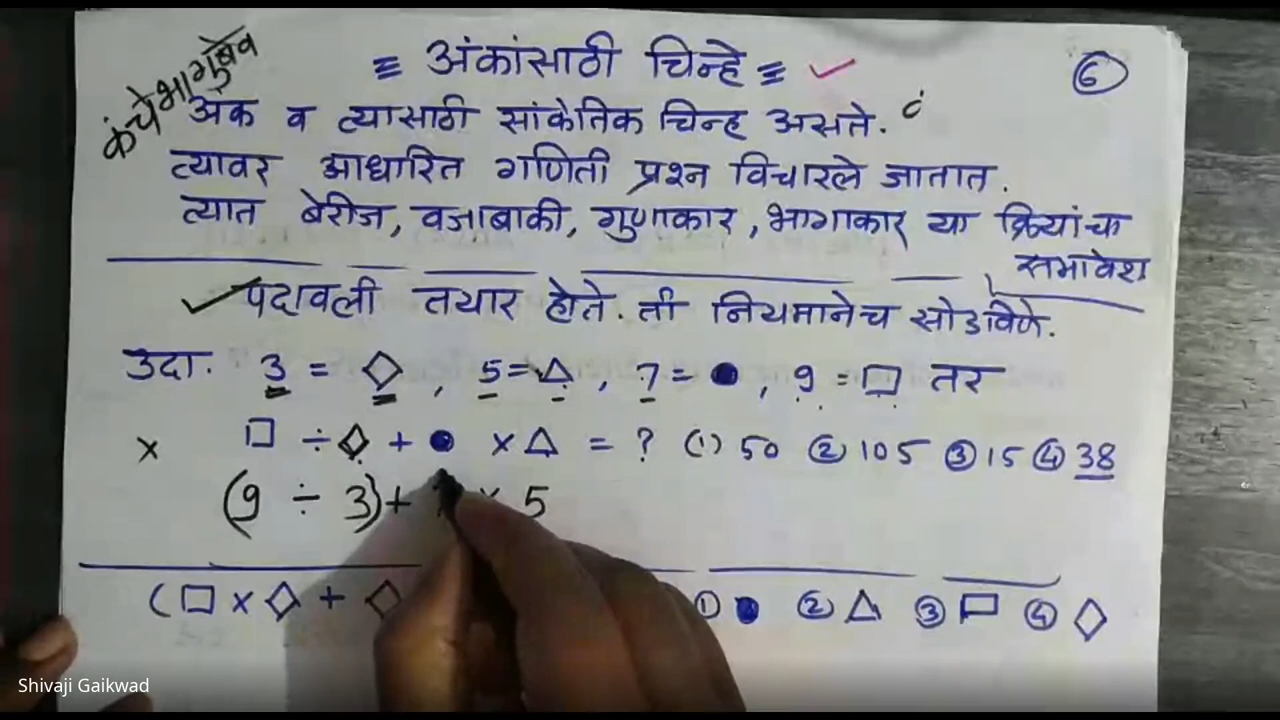 = अंकांसाठी चिन्हे = ✓ ६
कंचेभागुबेव
अंक व त्यासाठी सांकेतिक चिन्ह असते.
त्यावर आधारित गणिती प्रश्न विचारले जातात.
त्यात बेरीज, वजाबाकी, गुणाकार, भागाकार या क्रियांचा
समावेश
✓ पदावली तयार होते. ती नियमानेच सोडविणे.
उदा. 3 = ◇, 5 = △, 7 = ●, 9 = □ तर
× □ ÷ ◇ + ● × △ = ? (1) 50 ② 105 ③ 15 ④ 38
(9 ÷ 3) + × 5
(□ × ◇ + ◇ ① ● ② △ ③ □ ④ ◇
Shivaji Gaikwad